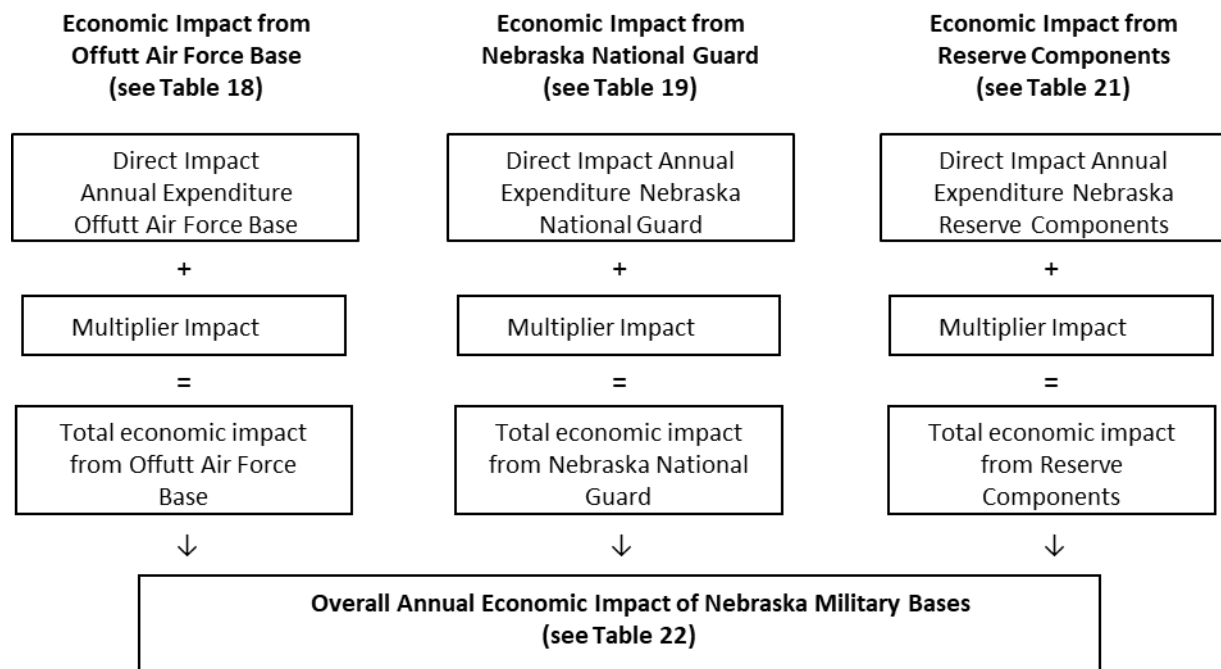 Economic Impact from
Offutt Air Force Base
(see Table 18)
Direct Impact
Annual Expenditure
Offutt Air Force Base
+
Multiplier Impact
=
Total economic impact
from Offutt Air Force
Base
↓
Economic Impact from
Nebraska National Guard
(see Table 19)
Direct Impact Annual
Expenditure Nebraska
National Guard
+
Multiplier Impact
=
Total economic impact
from Nebraska National
Guard
↓
Economic Impact from
Reserve Components
(see Table 21)
Direct Impact Annual
Expenditure Nebraska
Reserve Components
+
Multiplier Impact
=
Total economic impact
from Reserve
Components
↓
Overall Annual Economic Impact of Nebraska Military Bases
(see Table 22)